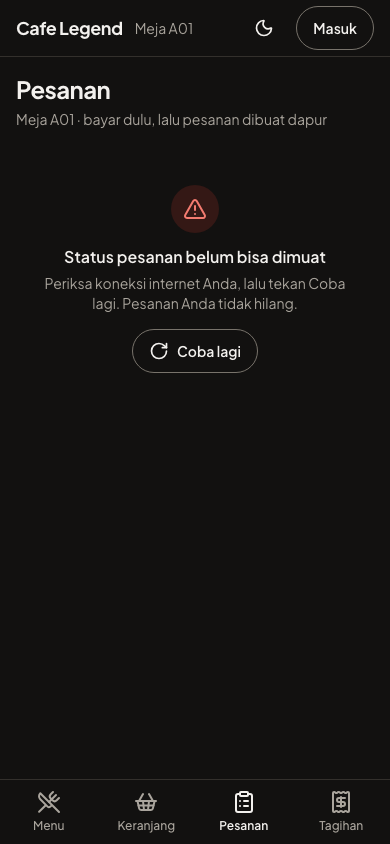 Cafe Legend Meja A01 Masuk
Pesanan
Meja A01 · bayar dulu, lalu pesanan dibuat dapur
Status pesanan belum bisa dimuat
Periksa koneksi internet Anda, lalu tekan Coba
lagi. Pesanan Anda tidak hilang.
Coba lagi
Menu Keranjang Pesanan Tagihan